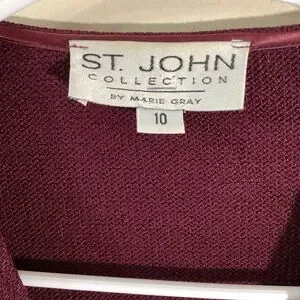 ST. JOHN
COLLECTION
BY MARIE GRAY
10